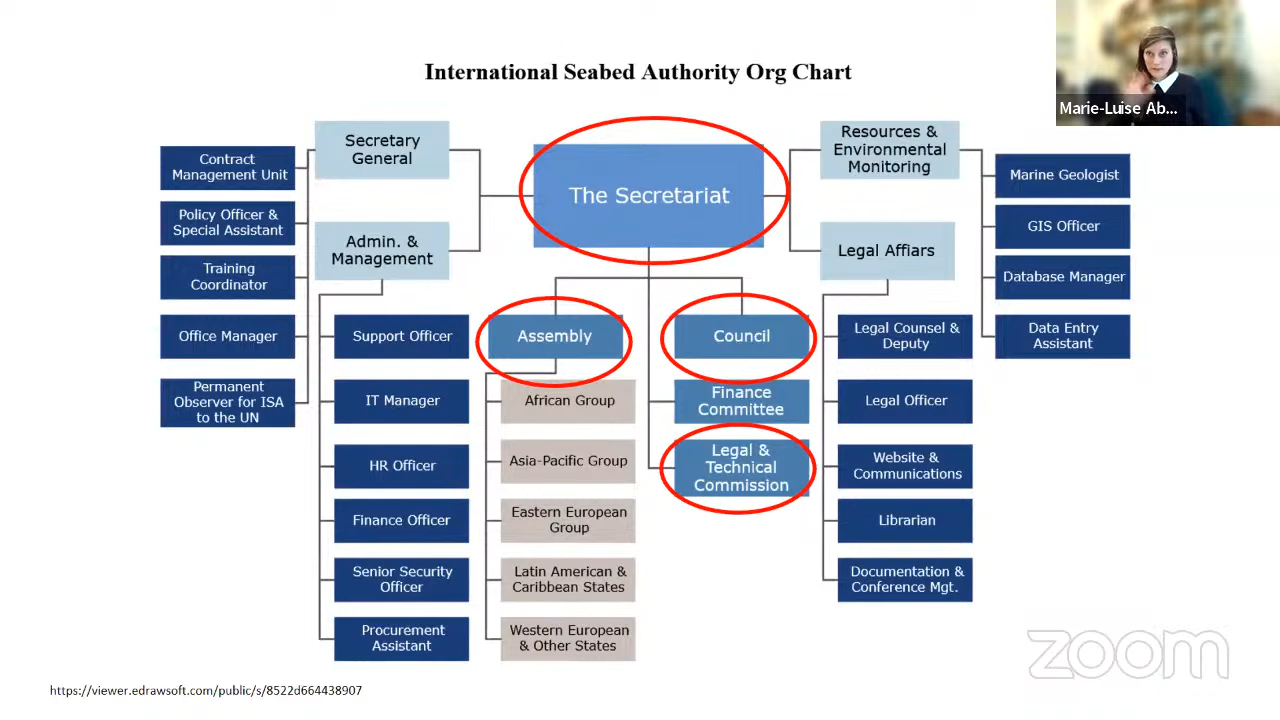 International Seabed Authority Org Chart
Marie-Luise Ab...
Secretary
General
Contract
Management Unit
Policy Officer &
Special Assistant
Training
Coordinator
Office Manager
Permanent
Observer for ISA
to the UN
Admin. &
Management
Support Officer
IT Manager
HR Officer
Finance Officer
Senior Security
Officer
Procurement
Assistant
The Secretariat
Assembly
African Group
Asia-Pacific Group
Eastern European
Group
Latin American &
Caribbean States
Western European
& Other States
Council
Finance
Committee
Legal &
Technical
Commission
Resources &
Environmental
Monitoring
Legal Affiars
Legal Counsel &
Deputy
Legal Officer
Website &
Communications
Librarian
Documentation &
Conference Mgt.
Marine Geologist
GIS Officer
Database Manager
Data Entry
Assistant
zoom
https://viewer.edrawsoft.com/public/s/8522d664438907